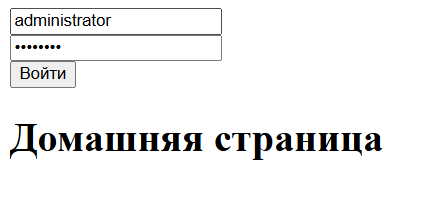 administrator
••••••••
Войти
Домашняя страница